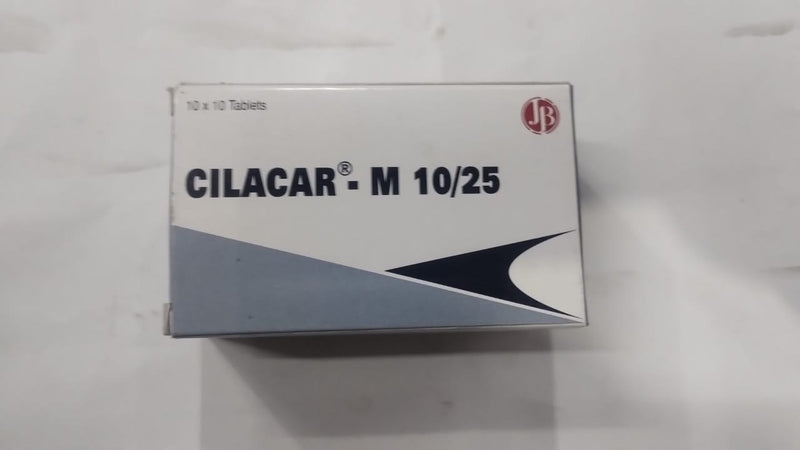 10 x 10 Tablets
JB
CILACAR® - M 10/25